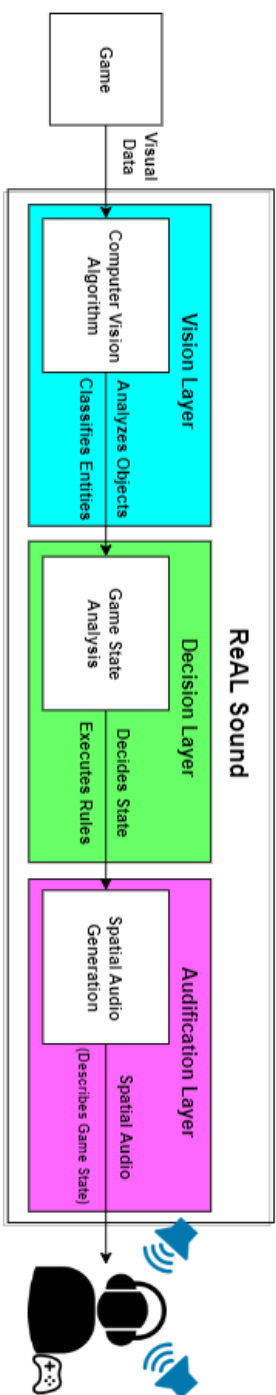 ReAL Sound
Game
Visual
Data
Vision Layer
Computer Vision
Algorithm
Analyzes Objects
Classifies Entities
Decision Layer
Game State
Analysis
Decides State
Executes Rules
Audification Layer
Spatial Audio
Generation
Spatial Audio
(Describes Game State)